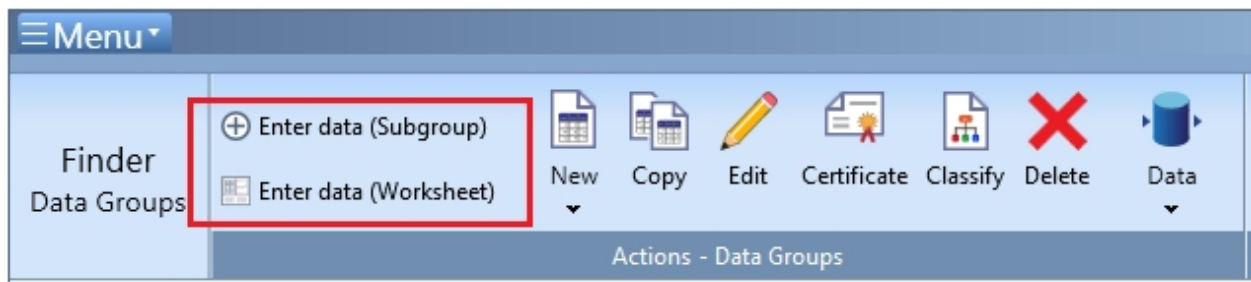 Menu
Finder
Data Groups
Enter data (Subgroup)
Enter data (Worksheet)
New
Copy
Edit
Certificate
Classify
Delete
Data
Actions - Data Groups